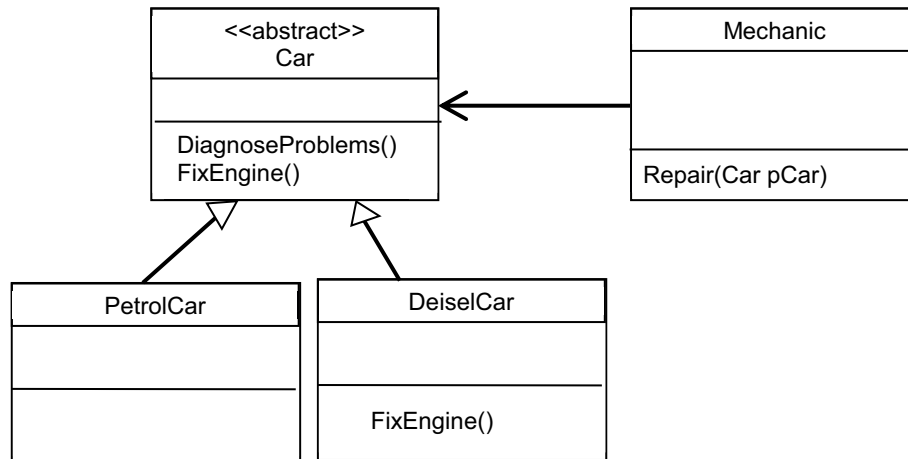 <<abstract>>
Car
DiagnoseProblems()
FixEngine()
Mechanic
Repair(Car pCar)
PetrolCar
DeiselCar
FixEngine()